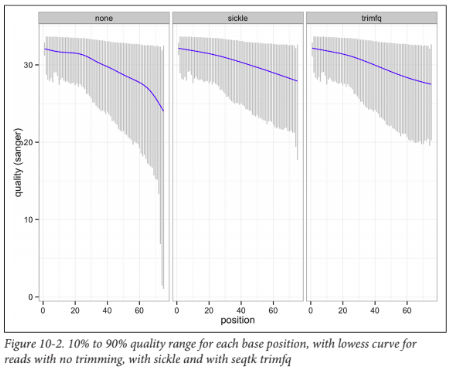 none sickle trimfq
30
20
10
0
quality (sanger)
0 20 40 60 0 20 40 60 0 20 40 60
position
Figure 10-2. 10% to 90% quality range for each base position, with lowess curve for
reads with no trimming, with sickle and with seqtk trimfq